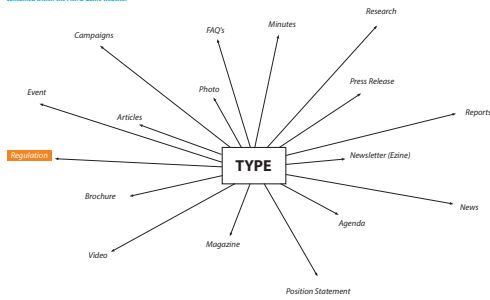 Research
Campaigns
FAQ's
Minutes
Press Release
Event
Photo
Articles
Reports
Regulation
TYPE
Newsletter (Ezine)
Brochure
News
Agenda
Magazine
Video
Position Statement